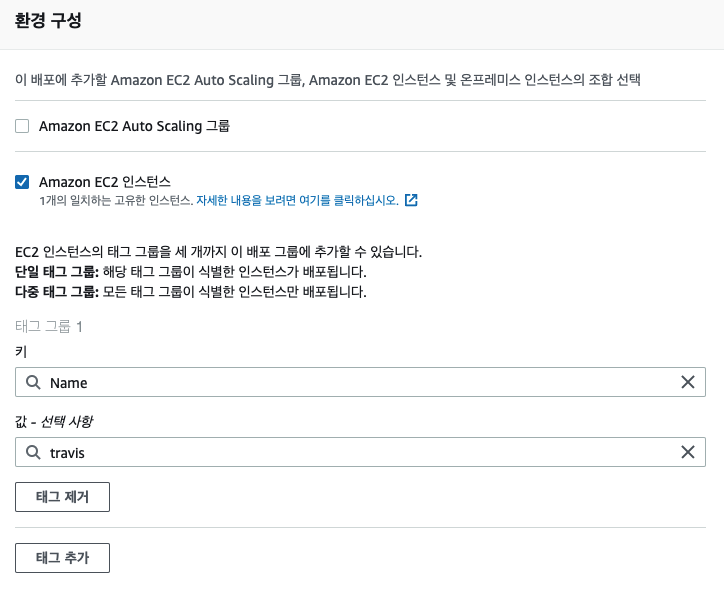 환경 구성
이 배포에 추가할 Amazon EC2 Auto Scaling 그룹, Amazon EC2 인스턴스 및 온프레미스 인스턴스의 조합 선택
Amazon EC2 Auto Scaling 그룹
Amazon EC2 인스턴스
1개의 일치하는 고유한 인스턴스. 자세한 내용을 보려면 여기를 클릭하십시오.
EC2 인스턴스의 태그 그룹을 세 개까지 이 배포 그룹에 추가할 수 있습니다.
단일 태그 그룹: 해당 태그 그룹이 식별한 인스턴스가 배포됩니다.
다중 태그 그룹: 모든 태그 그룹이 식별한 인스턴스만 배포됩니다.
태그 그룹 1
키
Name
값 - 선택 사항
travis
태그 제거
태그 추가